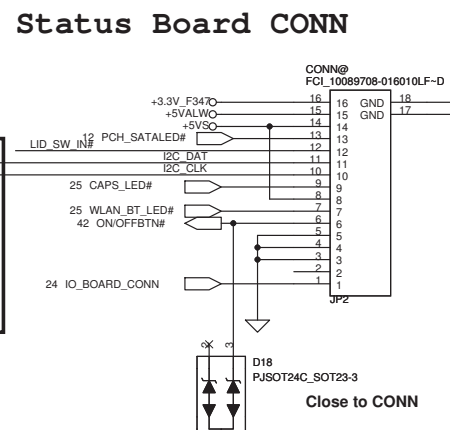 Status Board CONN
CONN@
FCI_10089708-016010LF~D
+3.3V_F347 16 16 GND 18
+5VALW 15 15 GND 17
+5VS 14 14
12 PCH_SATALED# 13 13
LID_SW_IN# 12 12
I2C_DAT 11 11
I2C_CLK 10 10
25 CAPS_LED# 9 9
8 8
25 WLAN_BT_LED# 7 7
42 ON/OFFBTN# 6 6
5 5
4 4
3 3
2 2
24 IO_BOARD_CONN 1 1
JP2
2 3
D18
PJSOT24C_SOT23-3
Close to CONN